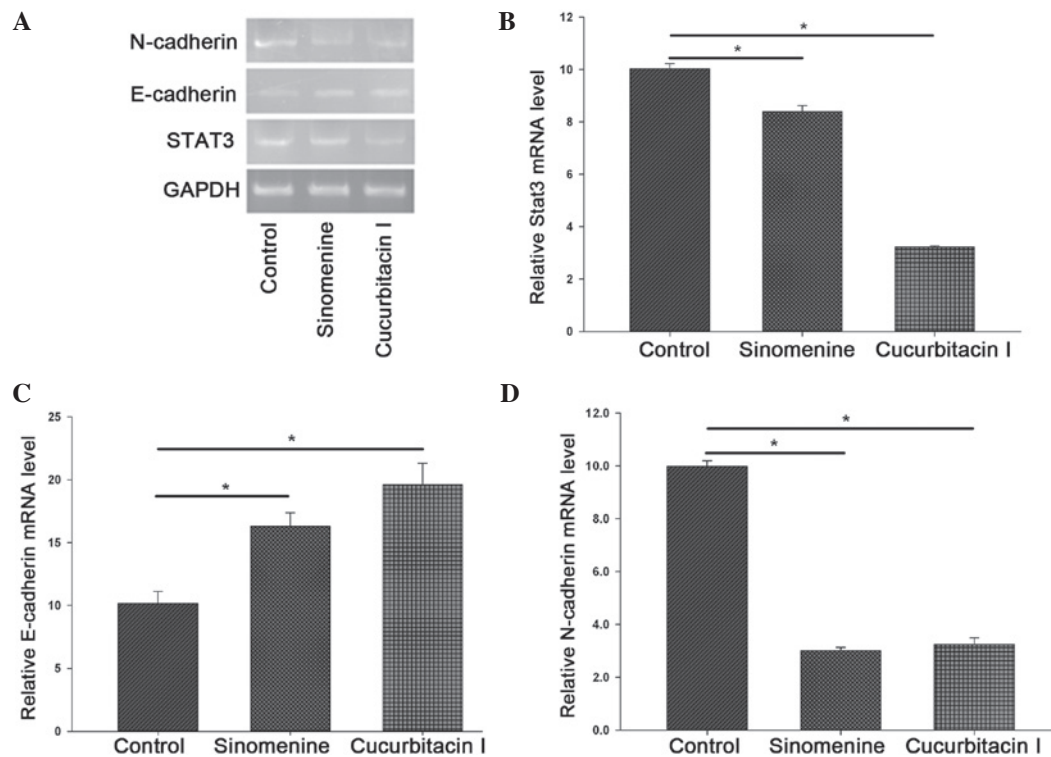 A
N-cadherin
E-cadherin
STAT3
GAPDH
Control
Sinomenine
Cucurbitacin I
B
Relative Stat3 mRNA level
14
12
10
8
6
4
2
0
*
*
Control Sinomenine Cucurbitacin I
C
Relative E-cadherin mRNA level
25
20
15
10
5
0
*
*
Control Sinomenine Cucurbitacin I
D
Relative N-cadherin mRNA level
12.0
10.0
8.0
6.0
4.0
2.0
0.0
*
*
Control Sinomenine Cucurbitacin I